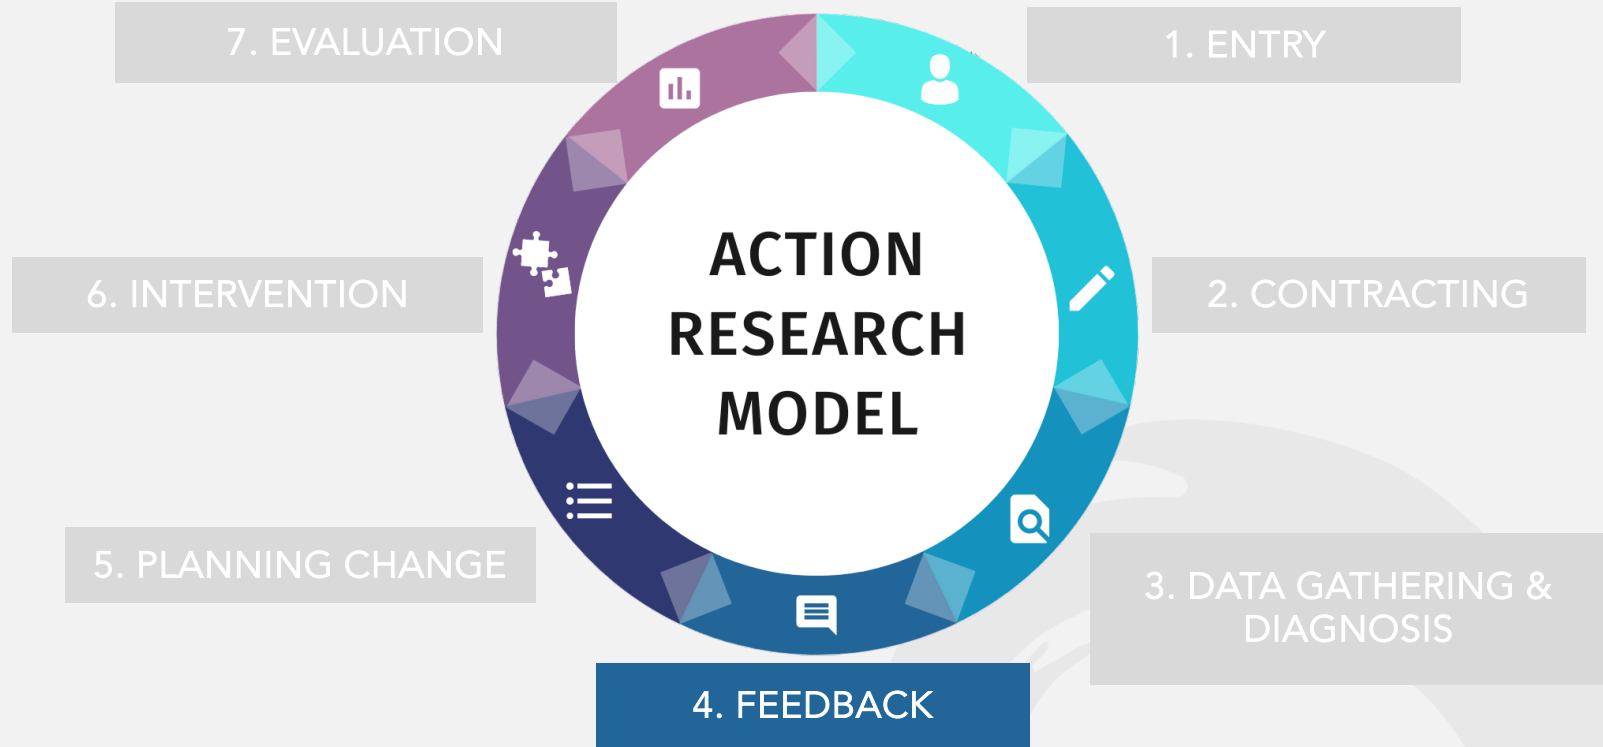 7. EVALUATION
1. ENTRY
ACTION
RESEARCH
MODEL
6. INTERVENTION
2. CONTRACTING
5. PLANNING CHANGE
3. DATA GATHERING &
DIAGNOSIS
4. FEEDBACK